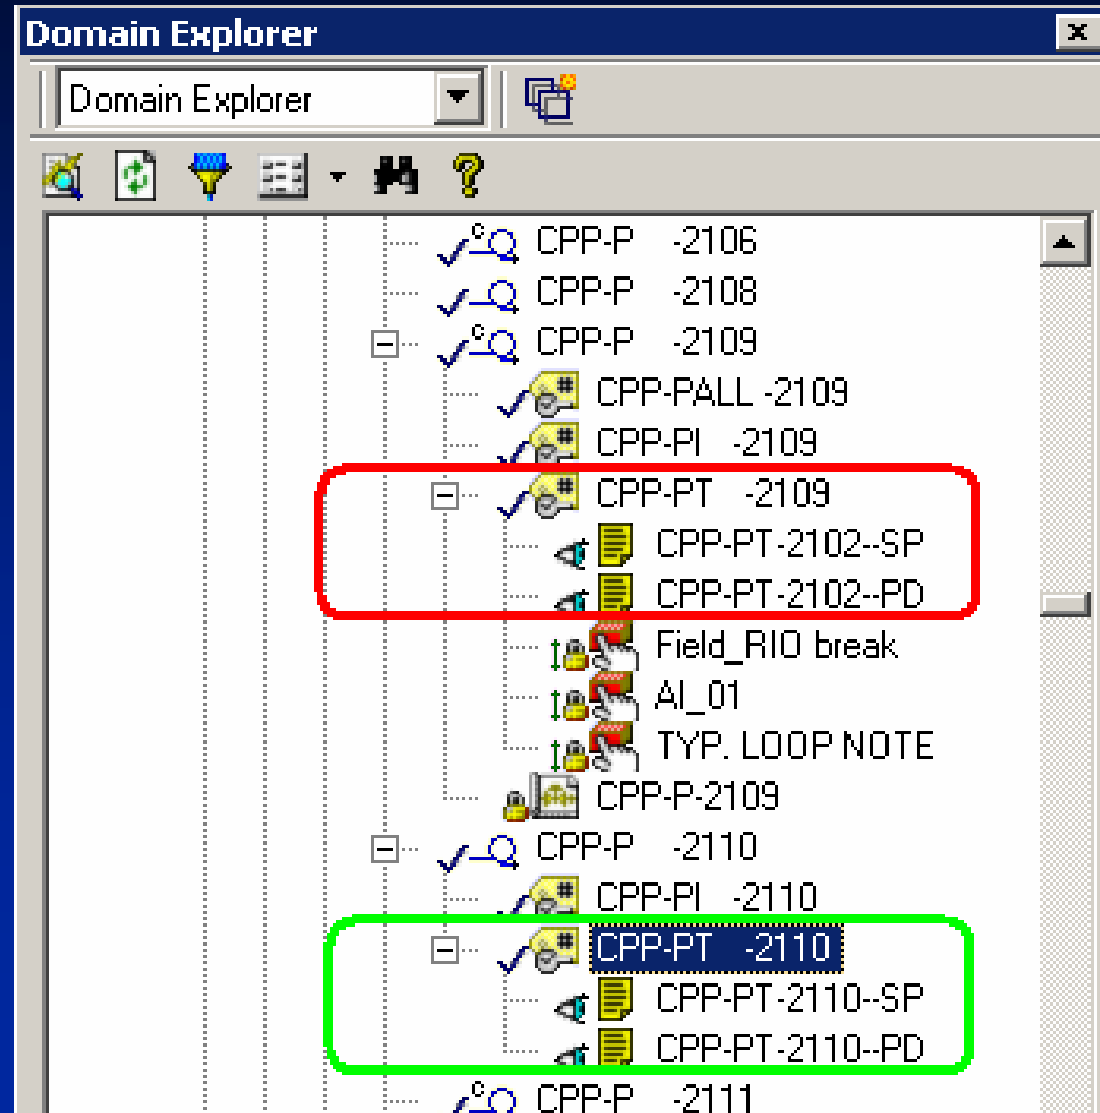 Domain Explorer
Domain Explorer
CPP-P -2106
CPP-P -2108
CPP-P -2109
CPP-PALL -2109
CPP-PI -2109
CPP-PT -2109
CPP-PT-2102--SP
CPP-PT-2102--PD
Field_RIO break
AI_01
TYP. LOOP NOTE
CPP-P-2109
CPP-P -2110
CPP-PI -2110
CPP-PT -2110
CPP-PT-2110--SP
CPP-PT-2110--PD
CPP-P -2111